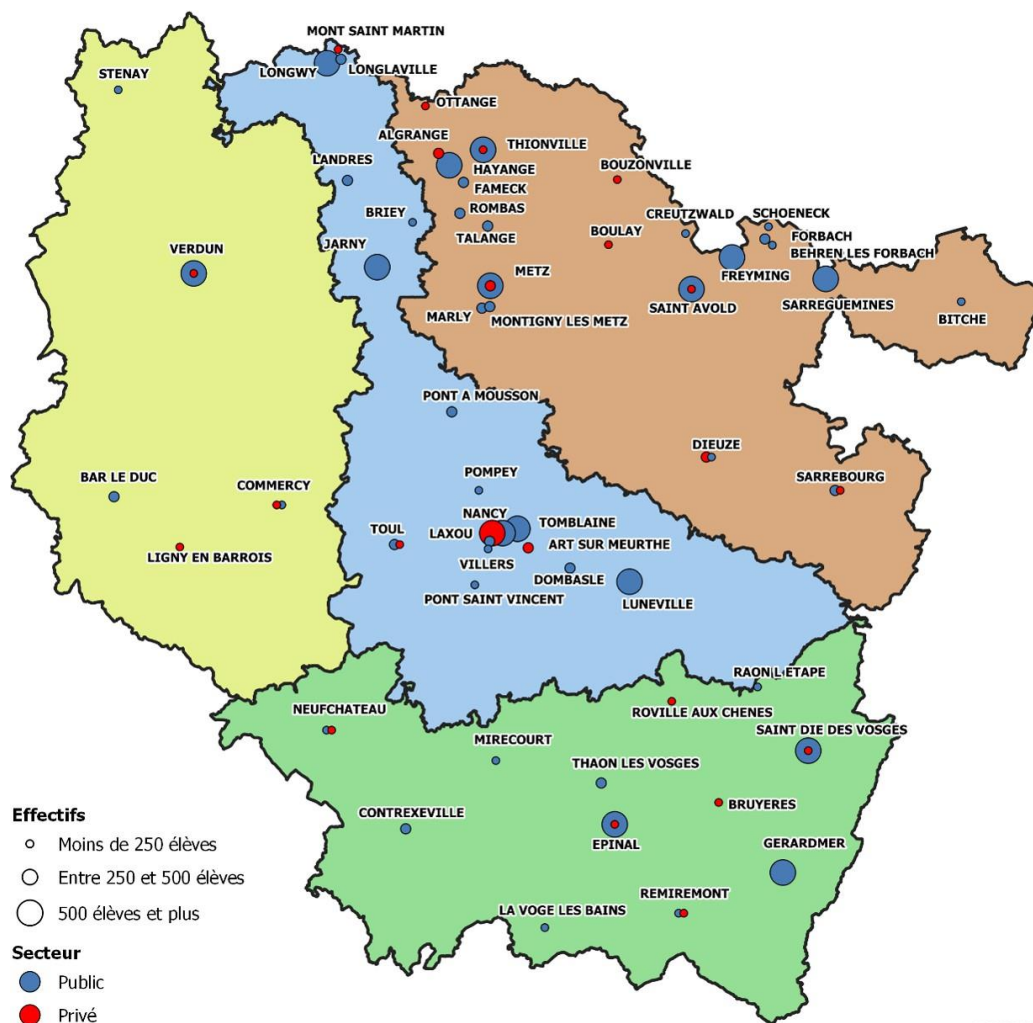 MONT SAINT MARTIN
LONGWY
LONGLAVILLE
STENAY
OTTANGE
ALGRANGE
THIONVILLE
HAYANGE
LANDRES
FAMECK
BOUZONVILLE
BRIEY
ROMBAS
TALANGE
CREUTZWALD
SCHOENECK
FORBACH
BOULAY
BEHREN LES FORBACH
VERDUN
JARNY
METZ
FREYMING
SAINT AVOLD
SARREGUEMINES
MARLY
MONTIGNY LES METZ
BITCHE
PONT A MOUSSON
DIEUZE
BAR LE DUC
COMMERCY
POMPEY
SARREBOURG
NANCY
TOMBLAINE
TOUL
LAXOU
ART SUR MEURTHE
LIGNY EN BARROIS
VILLERS
DOMBASLE
PONT SAINT VINCENT
LUNEVILLE
RAON L ETAPE
NEUFCHATEAU
ROVILLE AUX CHENES
SAINT DIE DES VOSGES
MIRECOURT
THAON LES VOSGES
CONTREXEVILLE
BRUYERES
EPINAL
GERARDMER
REMIREMONT
LA VOGE LES BAINS
Effectifs
Moins de 250 élèves
Entre 250 et 500 élèves
500 élèves et plus
Secteur
Public
Privé